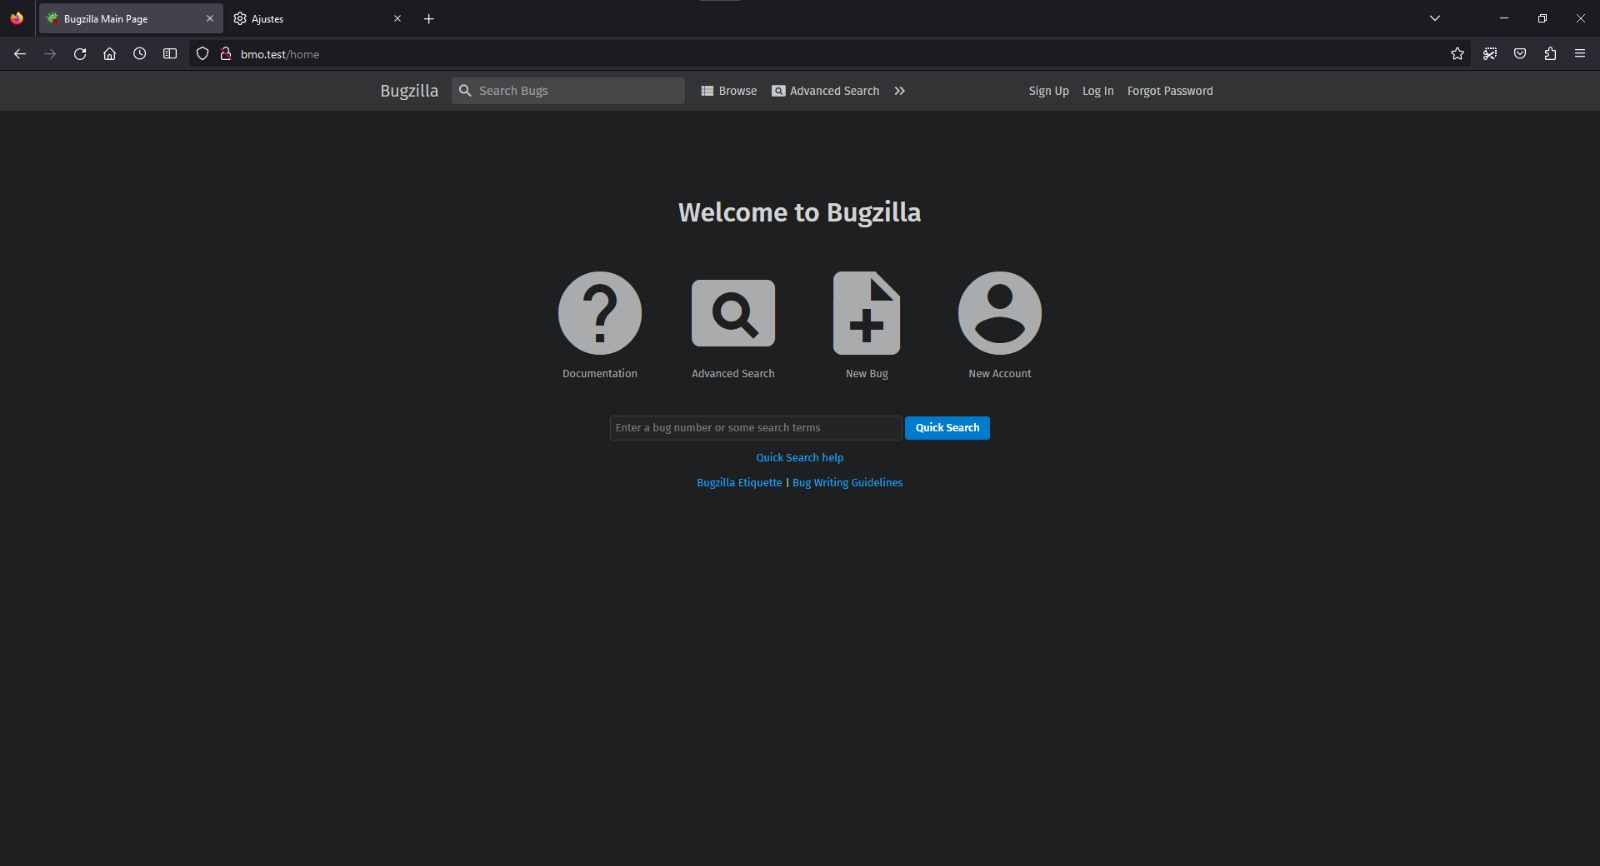 Bugzilla Main Page
Ajustes
bmo.test/home
Bugzilla
Search Bugs
Browse
Advanced Search
Sign Up
Log In
Forgot Password
Welcome to Bugzilla
Documentation
Advanced Search
New Bug
New Account
Enter a bug number or some search terms
Quick Search
Quick Search help
Bugzilla Etiquette | Bug Writing Guidelines